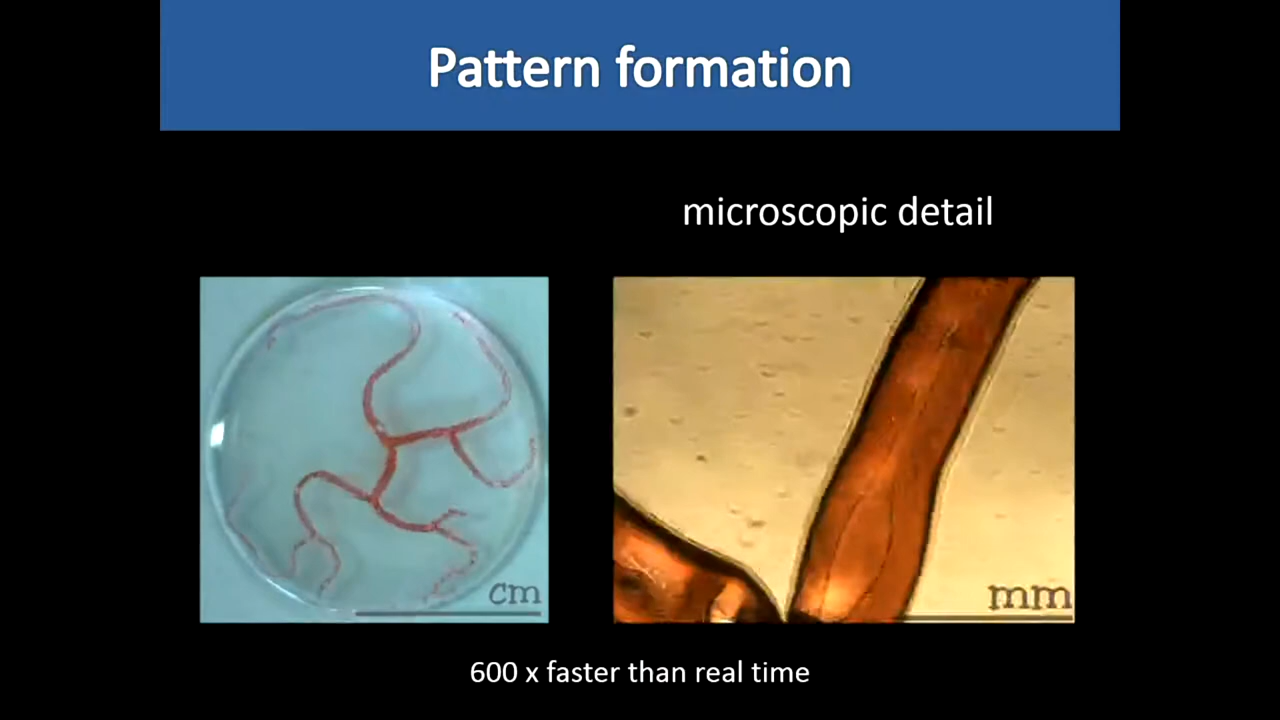 Pattern formation
microscopic detail
cm
mm
600 x faster than real time